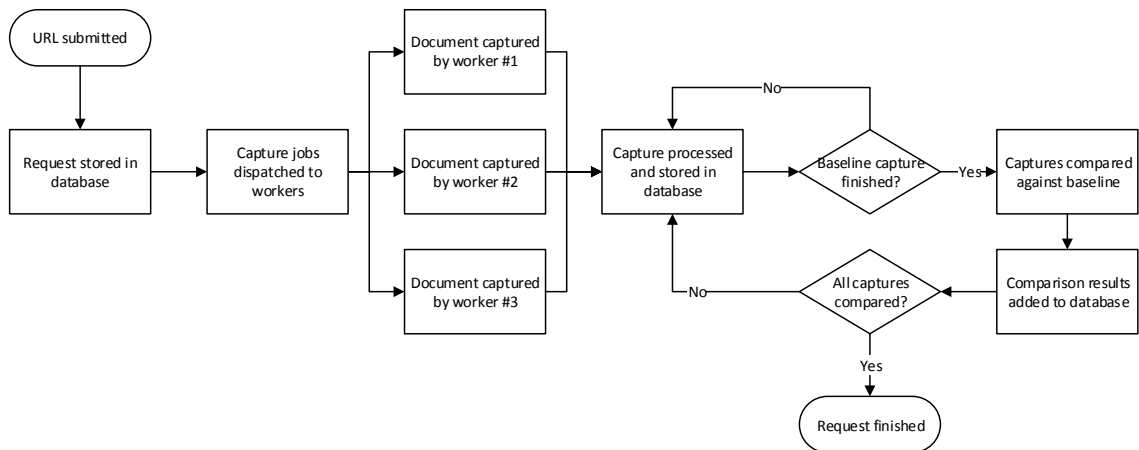 URL submitted
Request stored in
database
Capture jobs
dispatched to
workers
Document captured
by worker #1
Document captured
by worker #2
Document captured
by worker #3
Capture processed
and stored in
database
No
Baseline capture
finished?
Yes
Captures compared
against baseline
Comparison results
added to database
All captures
compared?
No
Yes
Request finished